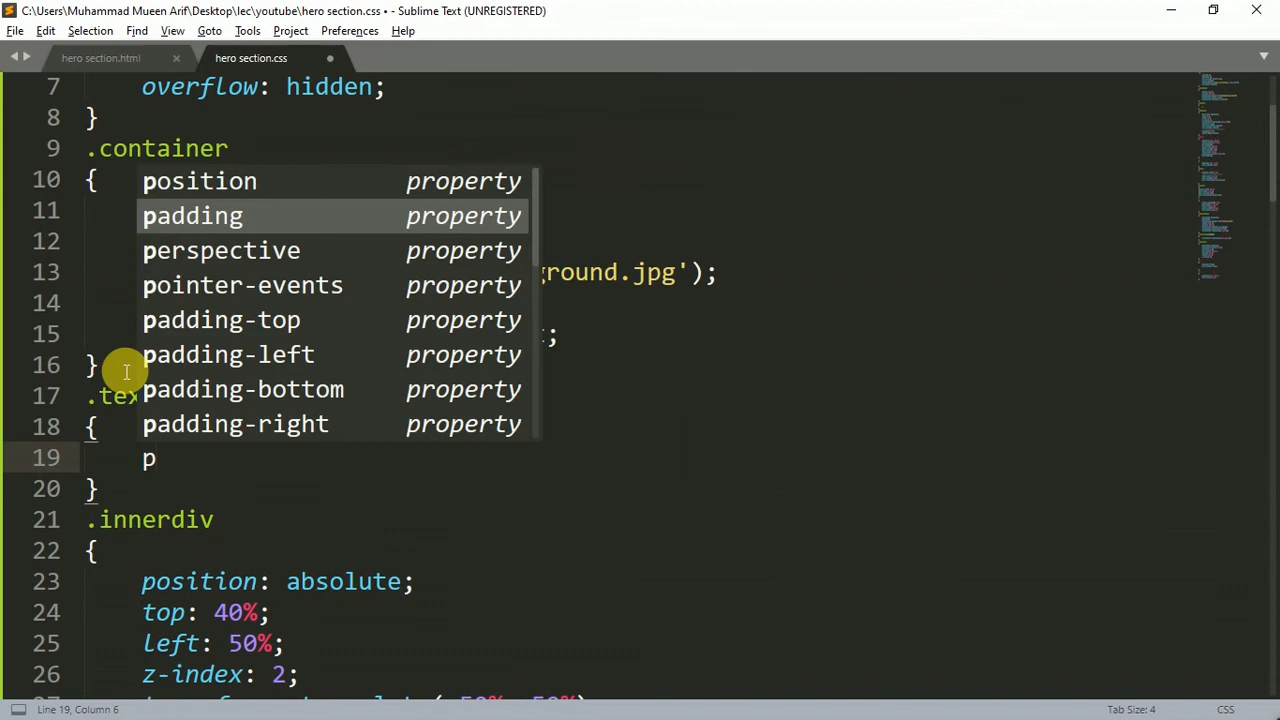 C:\Users\Muhammad Mueen Arif\Desktop\lec\youtube\hero section.css • - Sublime Text (UNREGISTERED)
File Edit Selection Find View Goto Tools Project Preferences Help
hero section.html × hero section.css
7 overflow: hidden;
8 }
9 .container
10 {
position property
11
padding property
12
perspective property
13 ground.jpg');
pointer-events property
14
padding-top property
15 ;
padding-left property
16 }
padding-bottom property
17 .tex
padding-right property
18 {
19 p
20 }
21 .innerdiv
22 {
23 position: absolute;
24 top: 40%;
25 left: 50%;
26 z-index: 2;
Line 19, Column 6 Tab Size: 4 CSS